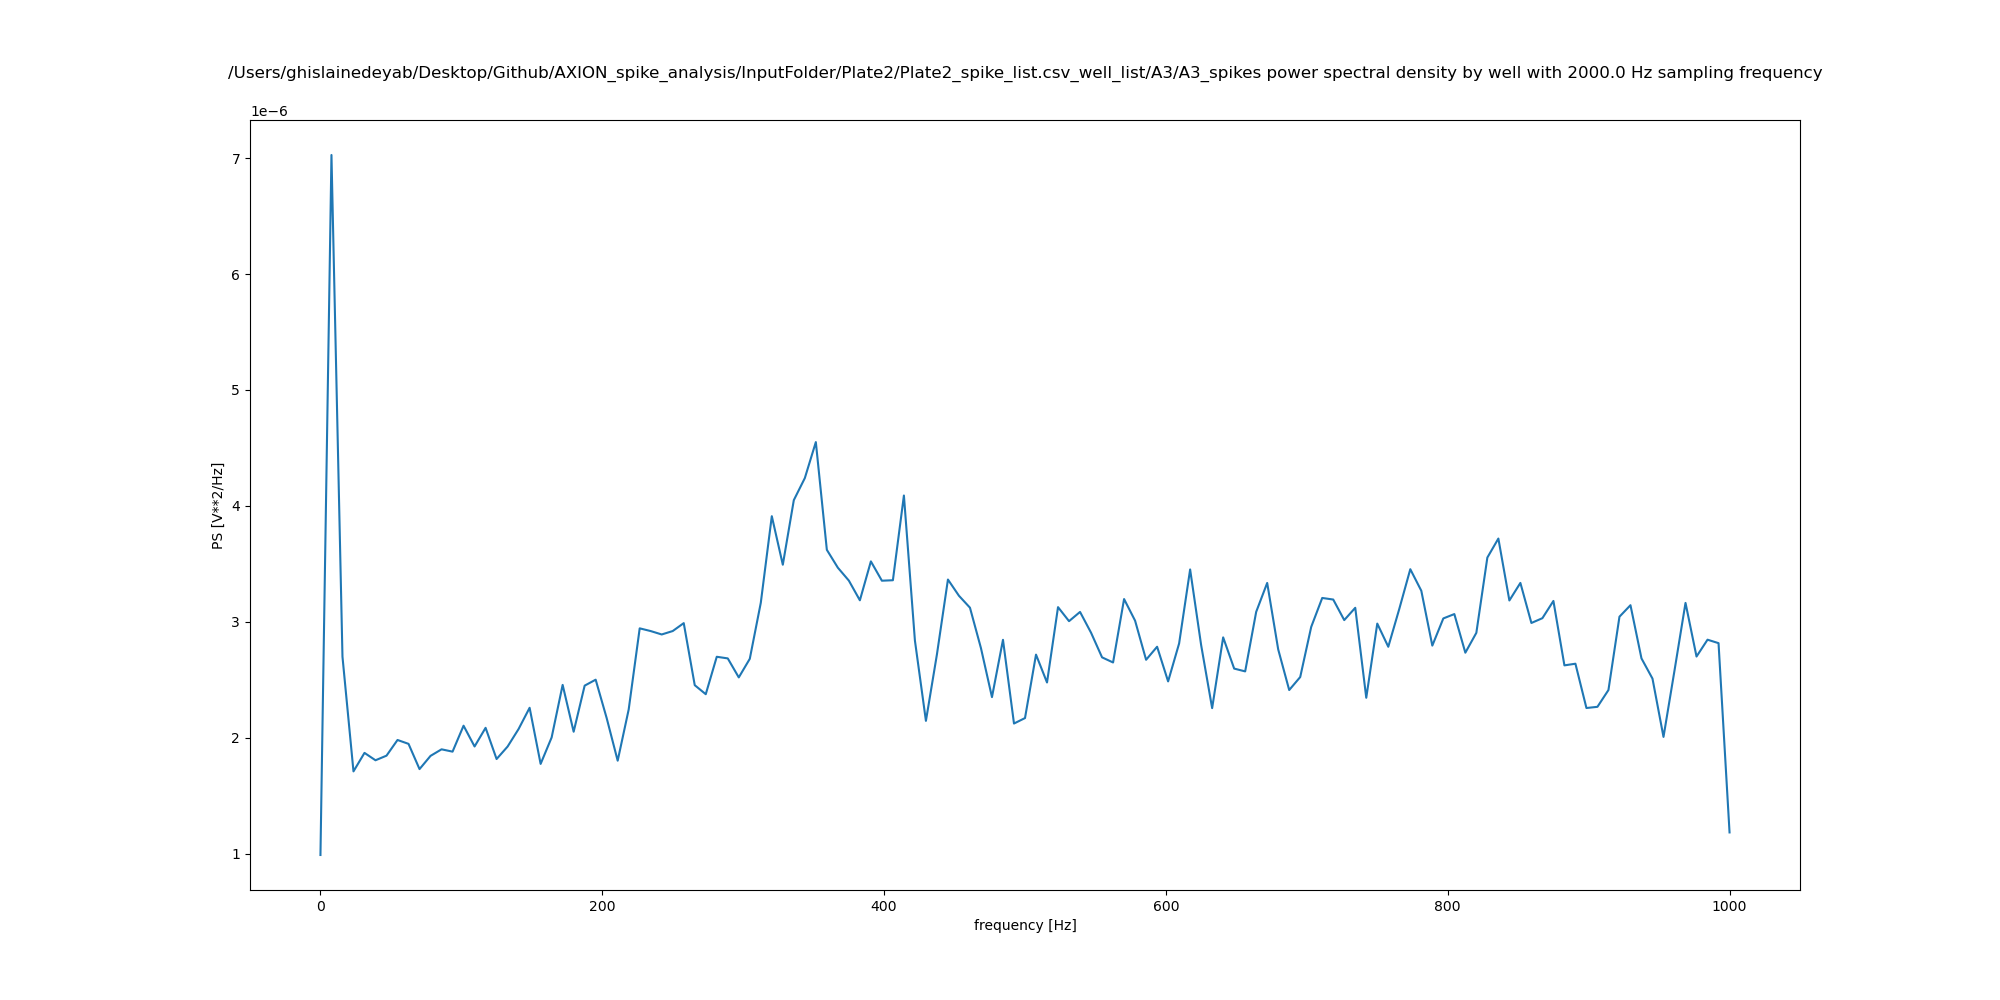 /Users/ghislainedeyab/Desktop/Github/AXION_spike_analysis/InputFolder/Plate2/Plate2_spike_list.csv_well_list/A3/A3_spikes power spectral density by well with 2000.0 Hz sampling frequency
1e−6
7
6
5
4
3
2
1
PS [V**2/Hz]
0 200 400 600 800 1000
frequency [Hz]